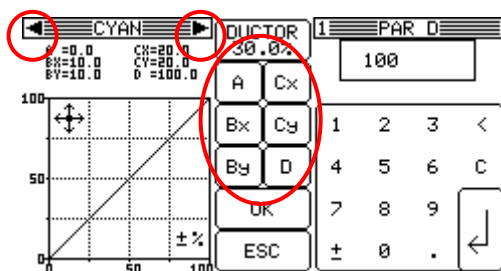 CYAN
A =0.0 CX=20.0
BX=10.0 CY=20.0
BY=10.0 D =100.0
100
50
0
50
100
±%
DUCTOR
30.0%
A Cx
Bx Cy
By D
OK
ESC
1 PAR D
100
1 2 3 <
4 5 6 C
7 8 9
± 0 .